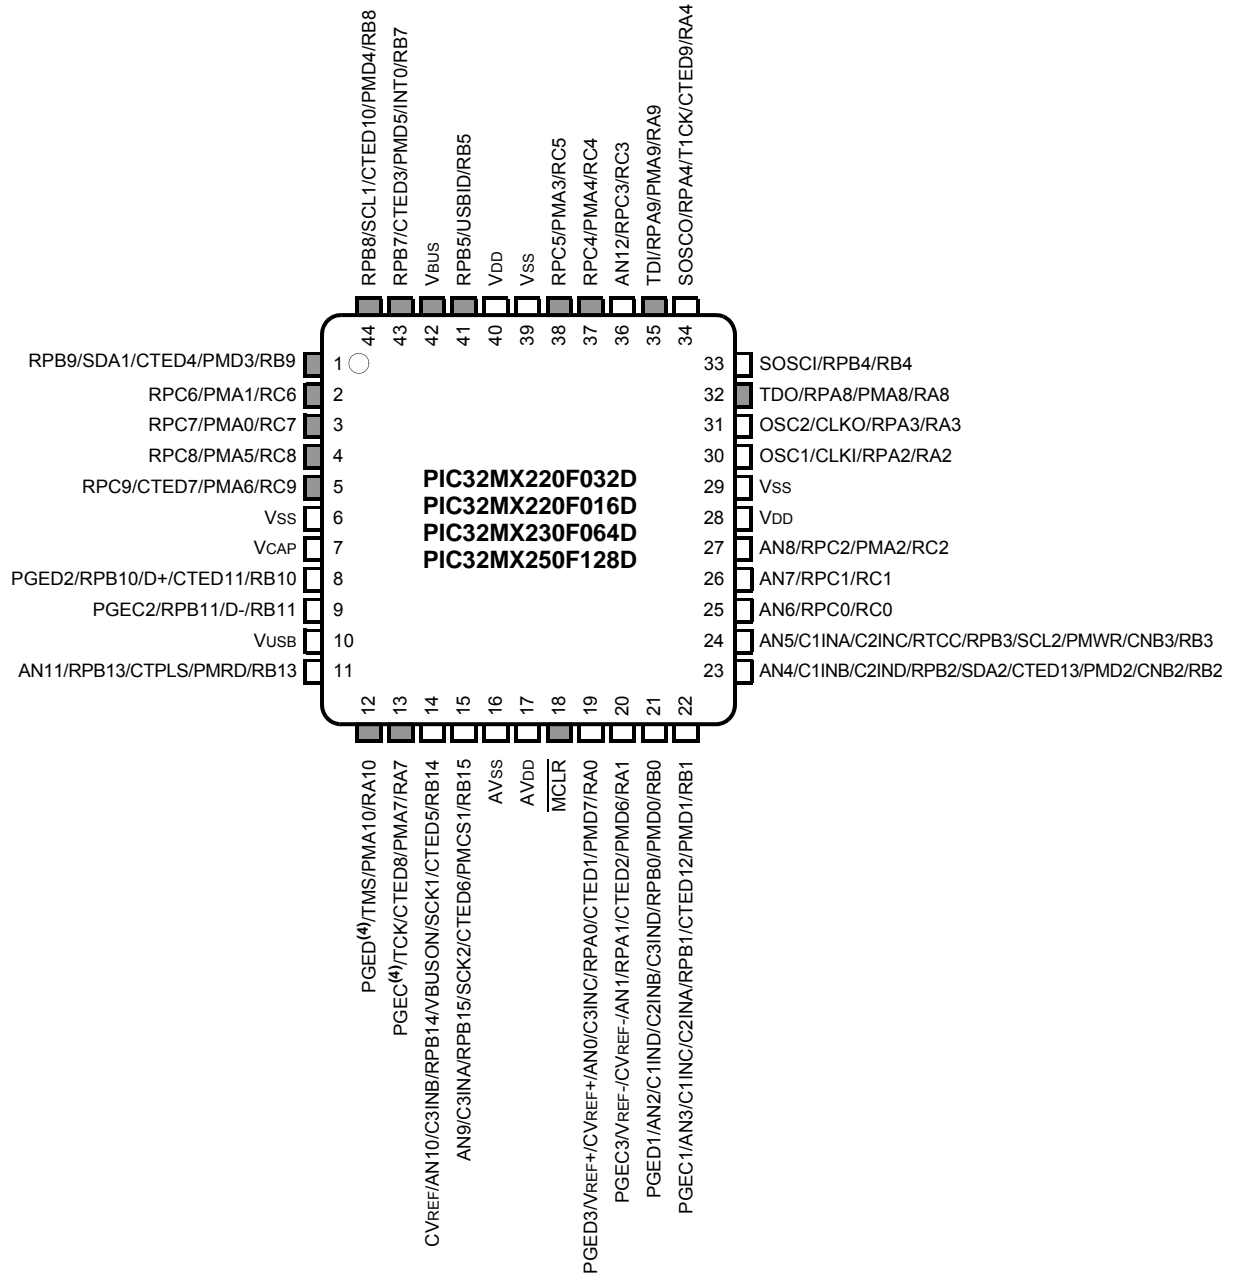 RPB8/SCL1/CTED10/PMD4/RB8
RPB7/CTED3/PMD5/INT0/RB7
VBUS
RPB5/USBID/RB5
VDD
VSS
RPC5/PMA3/RC5
RPC4/PMA4/RC4
AN12/RPC3/RC3
TDI/RPA9/PMA9/RA9
SOSCO/RPA4/T1CK/CTED9/RA4
44
43
42
41
40
39
38
37
36
35
34
RPB9/SDA1/CTED4/PMD3/RB9 1
RPC6/PMA1/RC6 2
RPC7/PMA0/RC7 3
RPC8/PMA5/RC8 4
RPC9/CTED7/PMA6/RC9 5
VSS 6
VCAP 7
PGED2/RPB10/D+/CTED11/RB10 8
PGEC2/RPB11/D-/RB11 9
VUSB 10
AN11/RPB13/CTPLS/PMRD/RB13 11
PIC32MX220F032D
PIC32MX220F016D
PIC32MX230F064D
PIC32MX250F128D
33 SOSCI/RPB4/RB4
32 TDO/RPA8/PMA8/RA8
31 OSC2/CLKO/RPA3/RA3
30 OSC1/CLKI/RPA2/RA2
29 VSS
28 VDD
27 AN8/RPC2/PMA2/RC2
26 AN7/RPC1/RC1
25 AN6/RPC0/RC0
24 AN5/C1INA/C2INC/RTCC/RPB3/SCL2/PMWR/CNB3/RB3
23 AN4/C1INB/C2IND/RPB2/SDA2/CTED13/PMD2/CNB2/RB2
12
13
14
15
16
17
18
19
20
21
22
PGED(4)/TMS/PMA10/RA10
PGEC(4)/TCK/CTED8/PMA7/RA7
CVREF/AN10/C3INB/RPB14/VBUSON/SCK1/CTED5/RB14
AN9/C3INA/RPB15/SCK2/CTED6/PMCS1/RB15
AVSS
AVDD
MCLR
PGED3/VREF+/CVREF+/AN0/C3INC/RPA0/CTED1/PMD7/RA0
PGEC3/VREF-/CVREF-/AN1/RPA1/CTED2/PMD6/RA1
PGED1/AN2/C1IND/C2INB/C3IND/RPB0/PMD0/RB0
PGEC1/AN3/C1INC/C2INA/RPB1/CTED12/PMD1/RB1